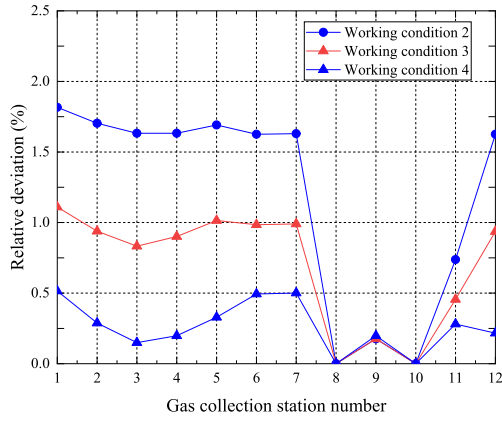 2.5
2.0
1.5
1.0
0.5
0.0
Relative deviation (%)
Working condition 2
Working condition 3
Working condition 4
1 2 3 4 5 6 7 8 9 10 11 12
Gas collection station number